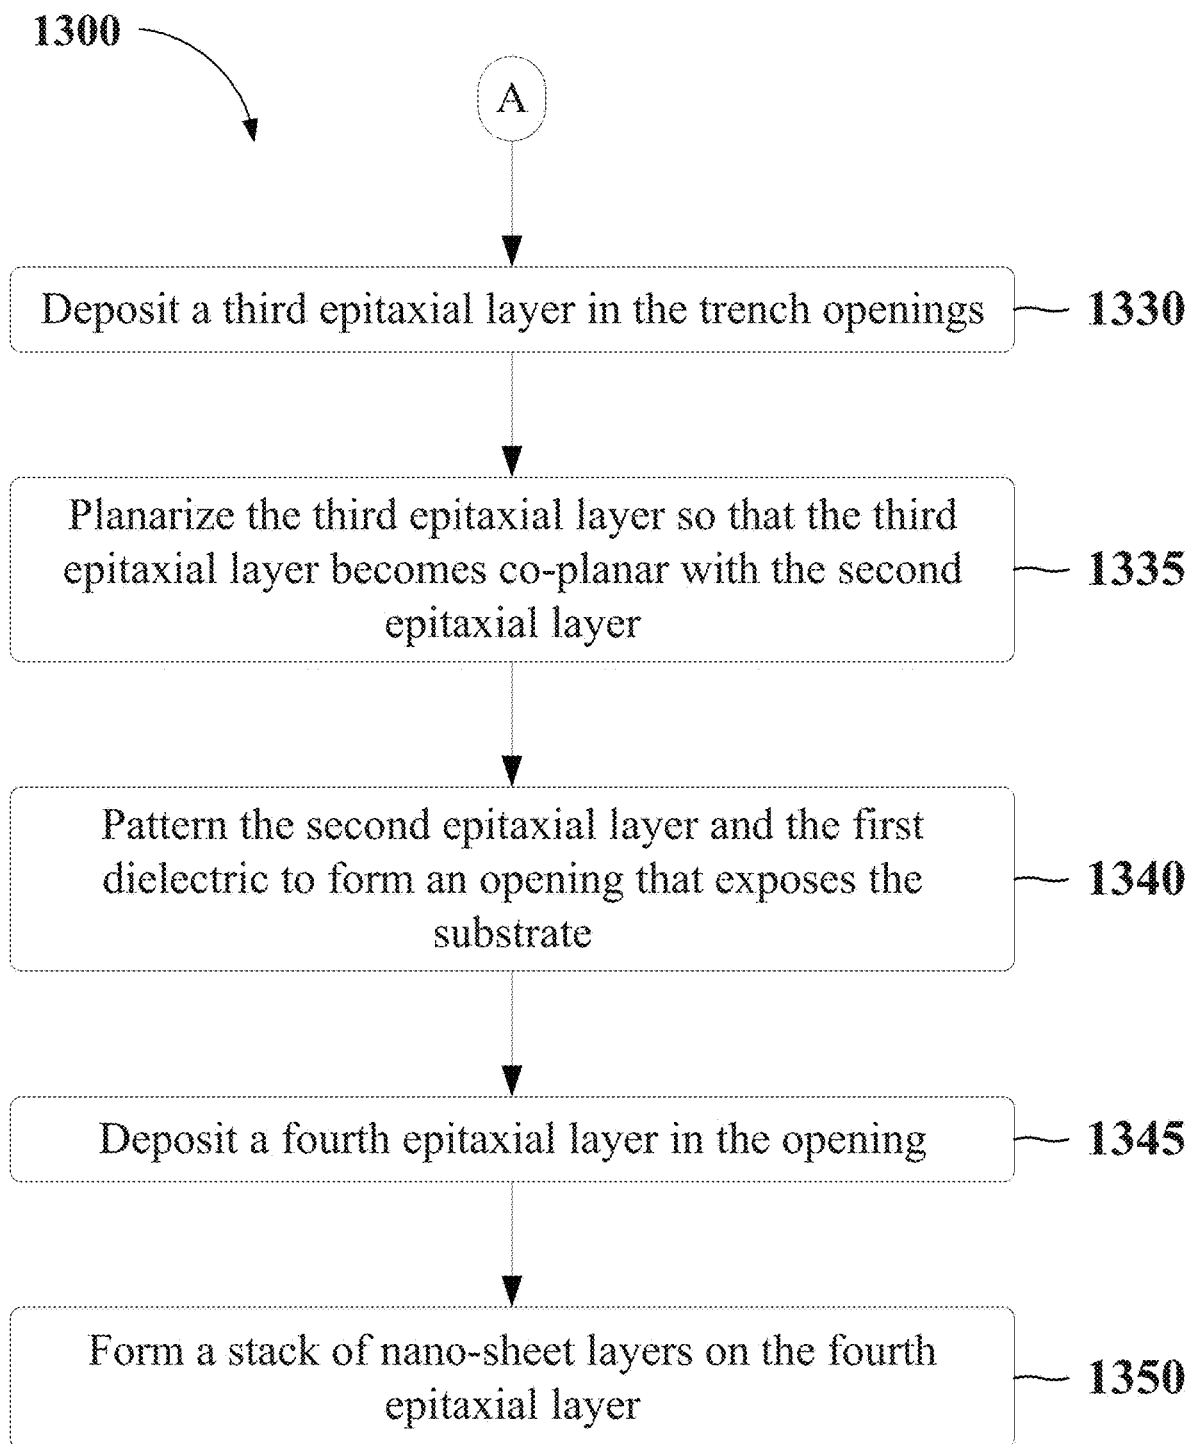 1300
A
Deposit a third epitaxial layer in the trench openings
1330
Planarize the third epitaxial layer so that the third
epitaxial layer becomes co-planar with the second
epitaxial layer
1335
Pattern the second epitaxial layer and the first
dielectric to form an opening that exposes the
substrate
1340
Deposit a fourth epitaxial layer in the opening
1345
Form a stack of nano-sheet layers on the fourth
epitaxial layer
1350